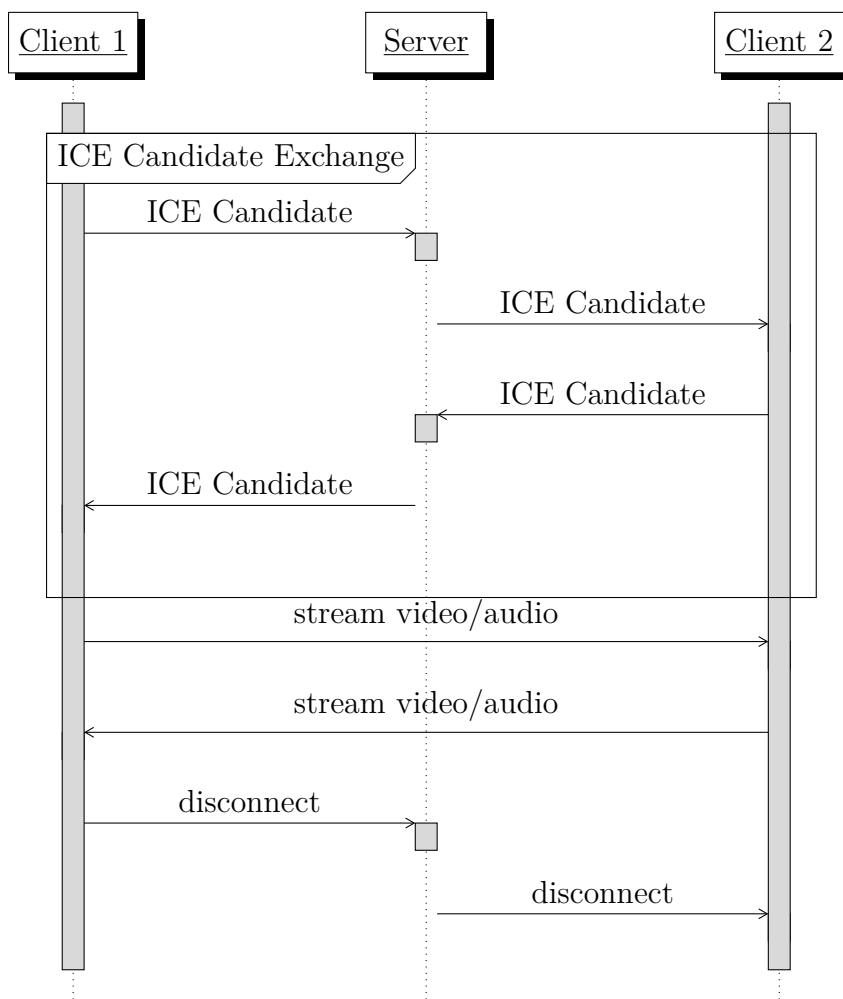 Client 1
Server
Client 2
ICE Candidate Exchange
ICE Candidate
ICE Candidate
ICE Candidate
ICE Candidate
stream video/audio
stream video/audio
disconnect
disconnect